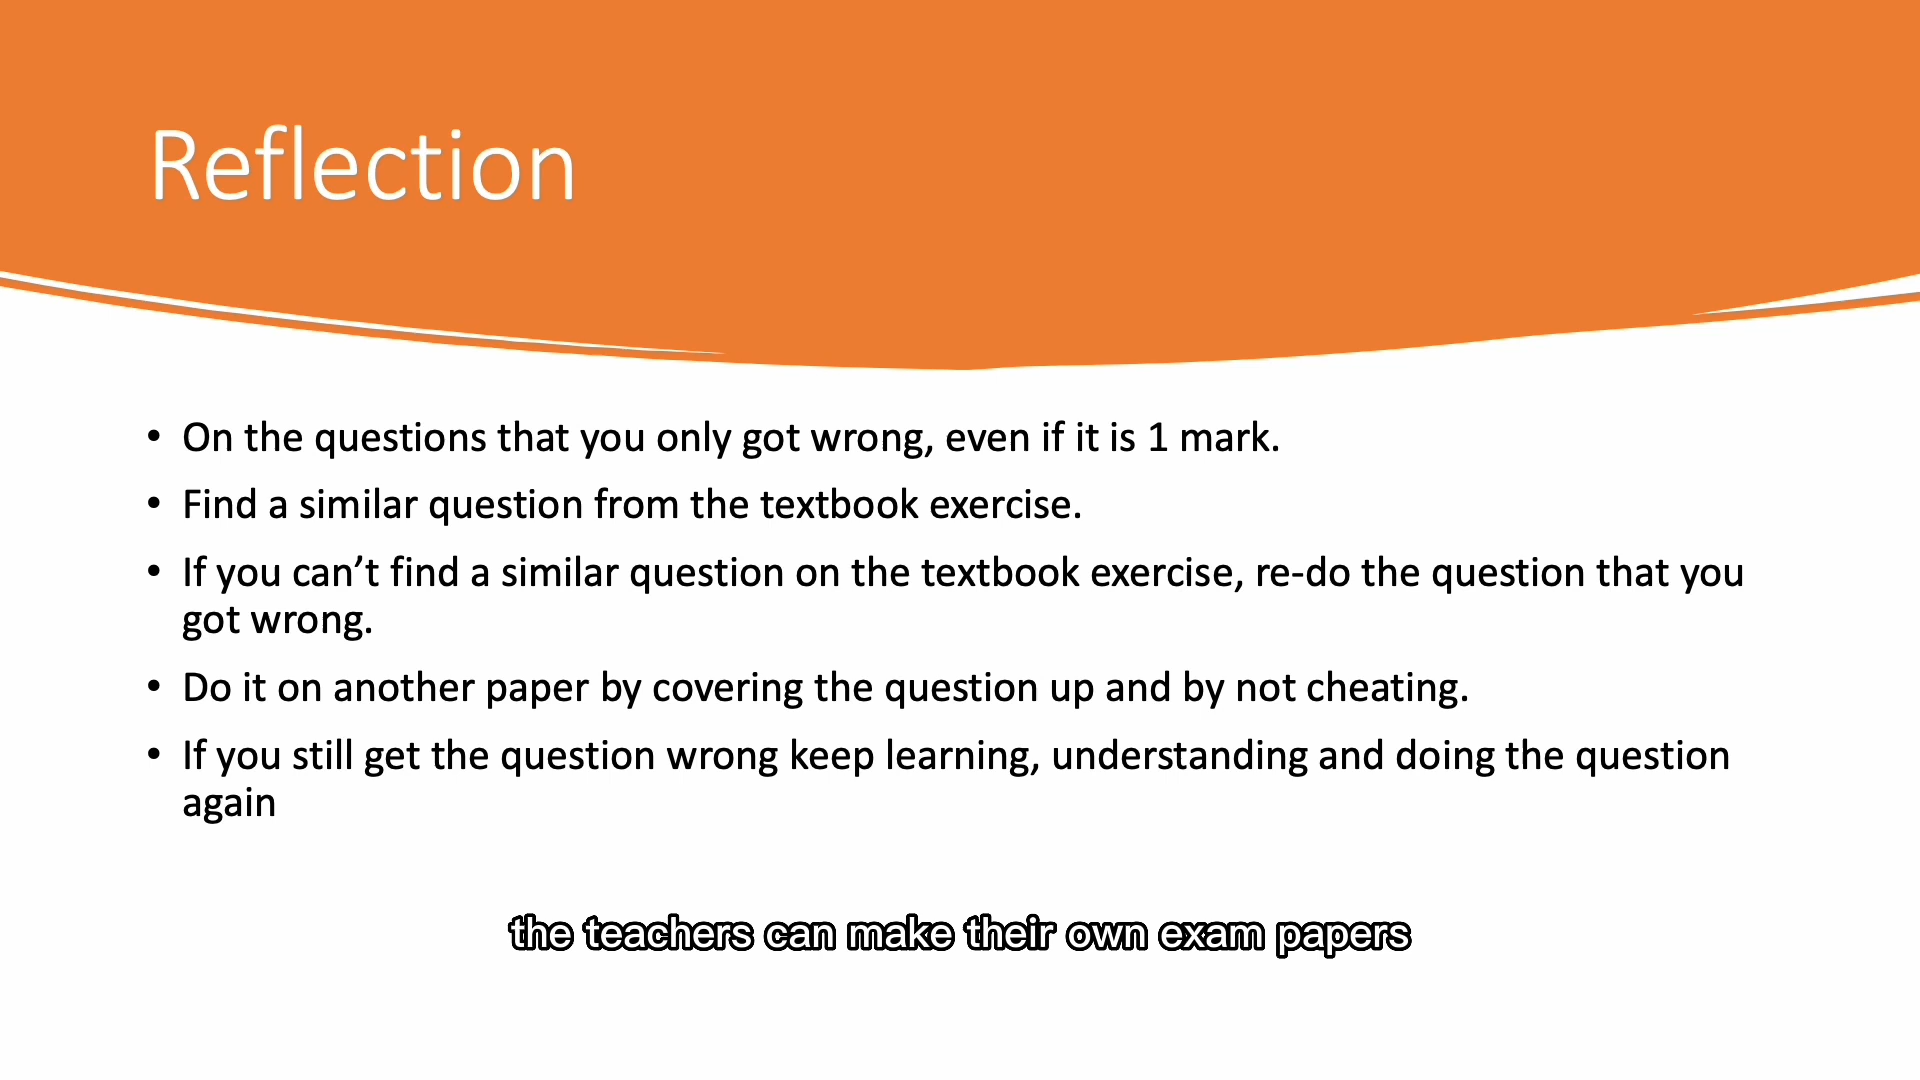 Reflection
• On the questions that you only got wrong, even if it is 1 mark.
• Find a similar question from the textbook exercise.
• If you can’t find a similar question on the textbook exercise, re-do the question that you
got wrong.
• Do it on another paper by covering the question up and by not cheating.
• If you still get the question wrong keep learning, understanding and doing the question
again
the teachers can make their own exam papers